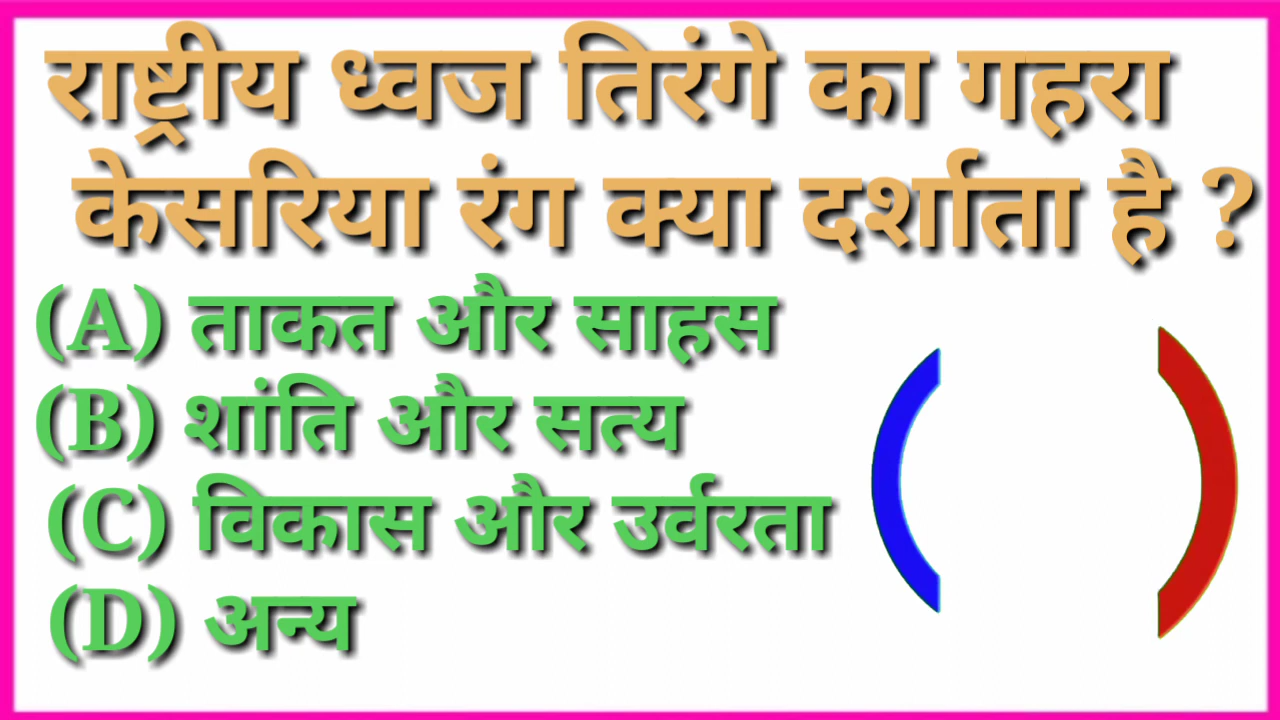 राष्ट्रीय ध्वज तिरंगे का गहरा
केसरिया रंग क्या दर्शाता है ?
(A) ताकत और साहस
(B) शांति और सत्य
(C) विकास और उर्वरता
(D) अन्य